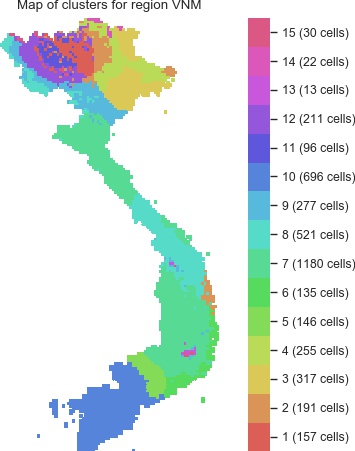 Map of clusters for region VNM
15 (30 cells)
14 (22 cells)
13 (13 cells)
12 (211 cells)
11 (96 cells)
10 (696 cells)
9 (277 cells)
8 (521 cells)
7 (1180 cells)
6 (135 cells)
5 (146 cells)
4 (255 cells)
3 (317 cells)
2 (191 cells)
1 (157 cells)